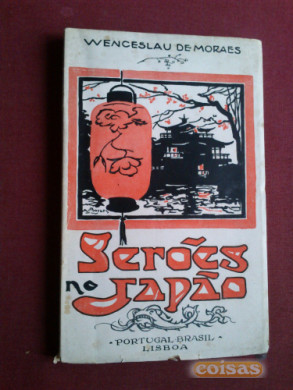 WENCESLAU DE MORAES
Serões
no Japão
· PORTUGAL-BRASIL ·
LISBOA
coisas